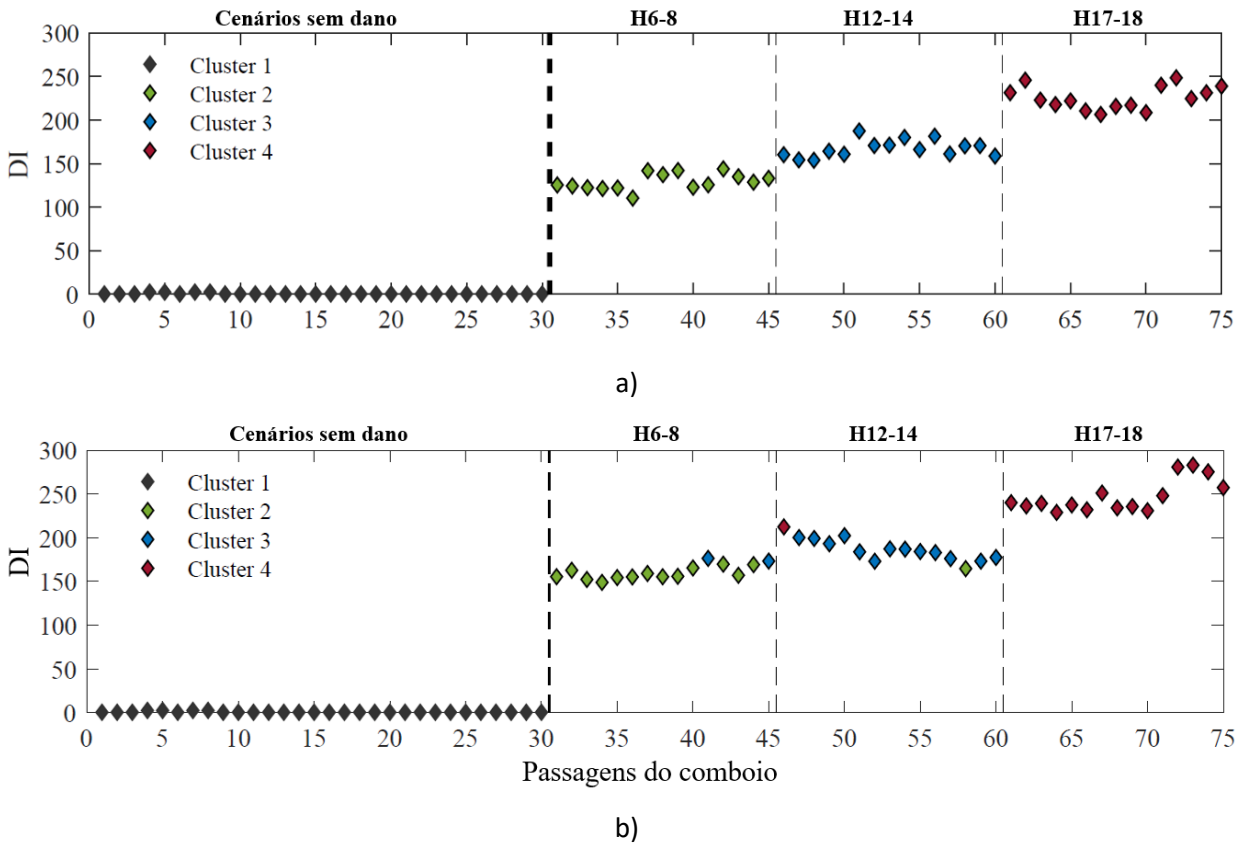 Cenários sem dano H6-8 H12-14 H17-18
300
250
200
150
100
50
0
DI
Cluster 1
Cluster 2
Cluster 3
Cluster 4
0 5 10 15 20 25 30 35 40 45 50 55 60 65 70 75
a)
Cenários sem dano H6-8 H12-14 H17-18
300
250
200
150
100
50
0
DI
Cluster 1
Cluster 2
Cluster 3
Cluster 4
0 5 10 15 20 25 30 35 40 45 50 55 60 65 70 75
Passagens do comboio
b)